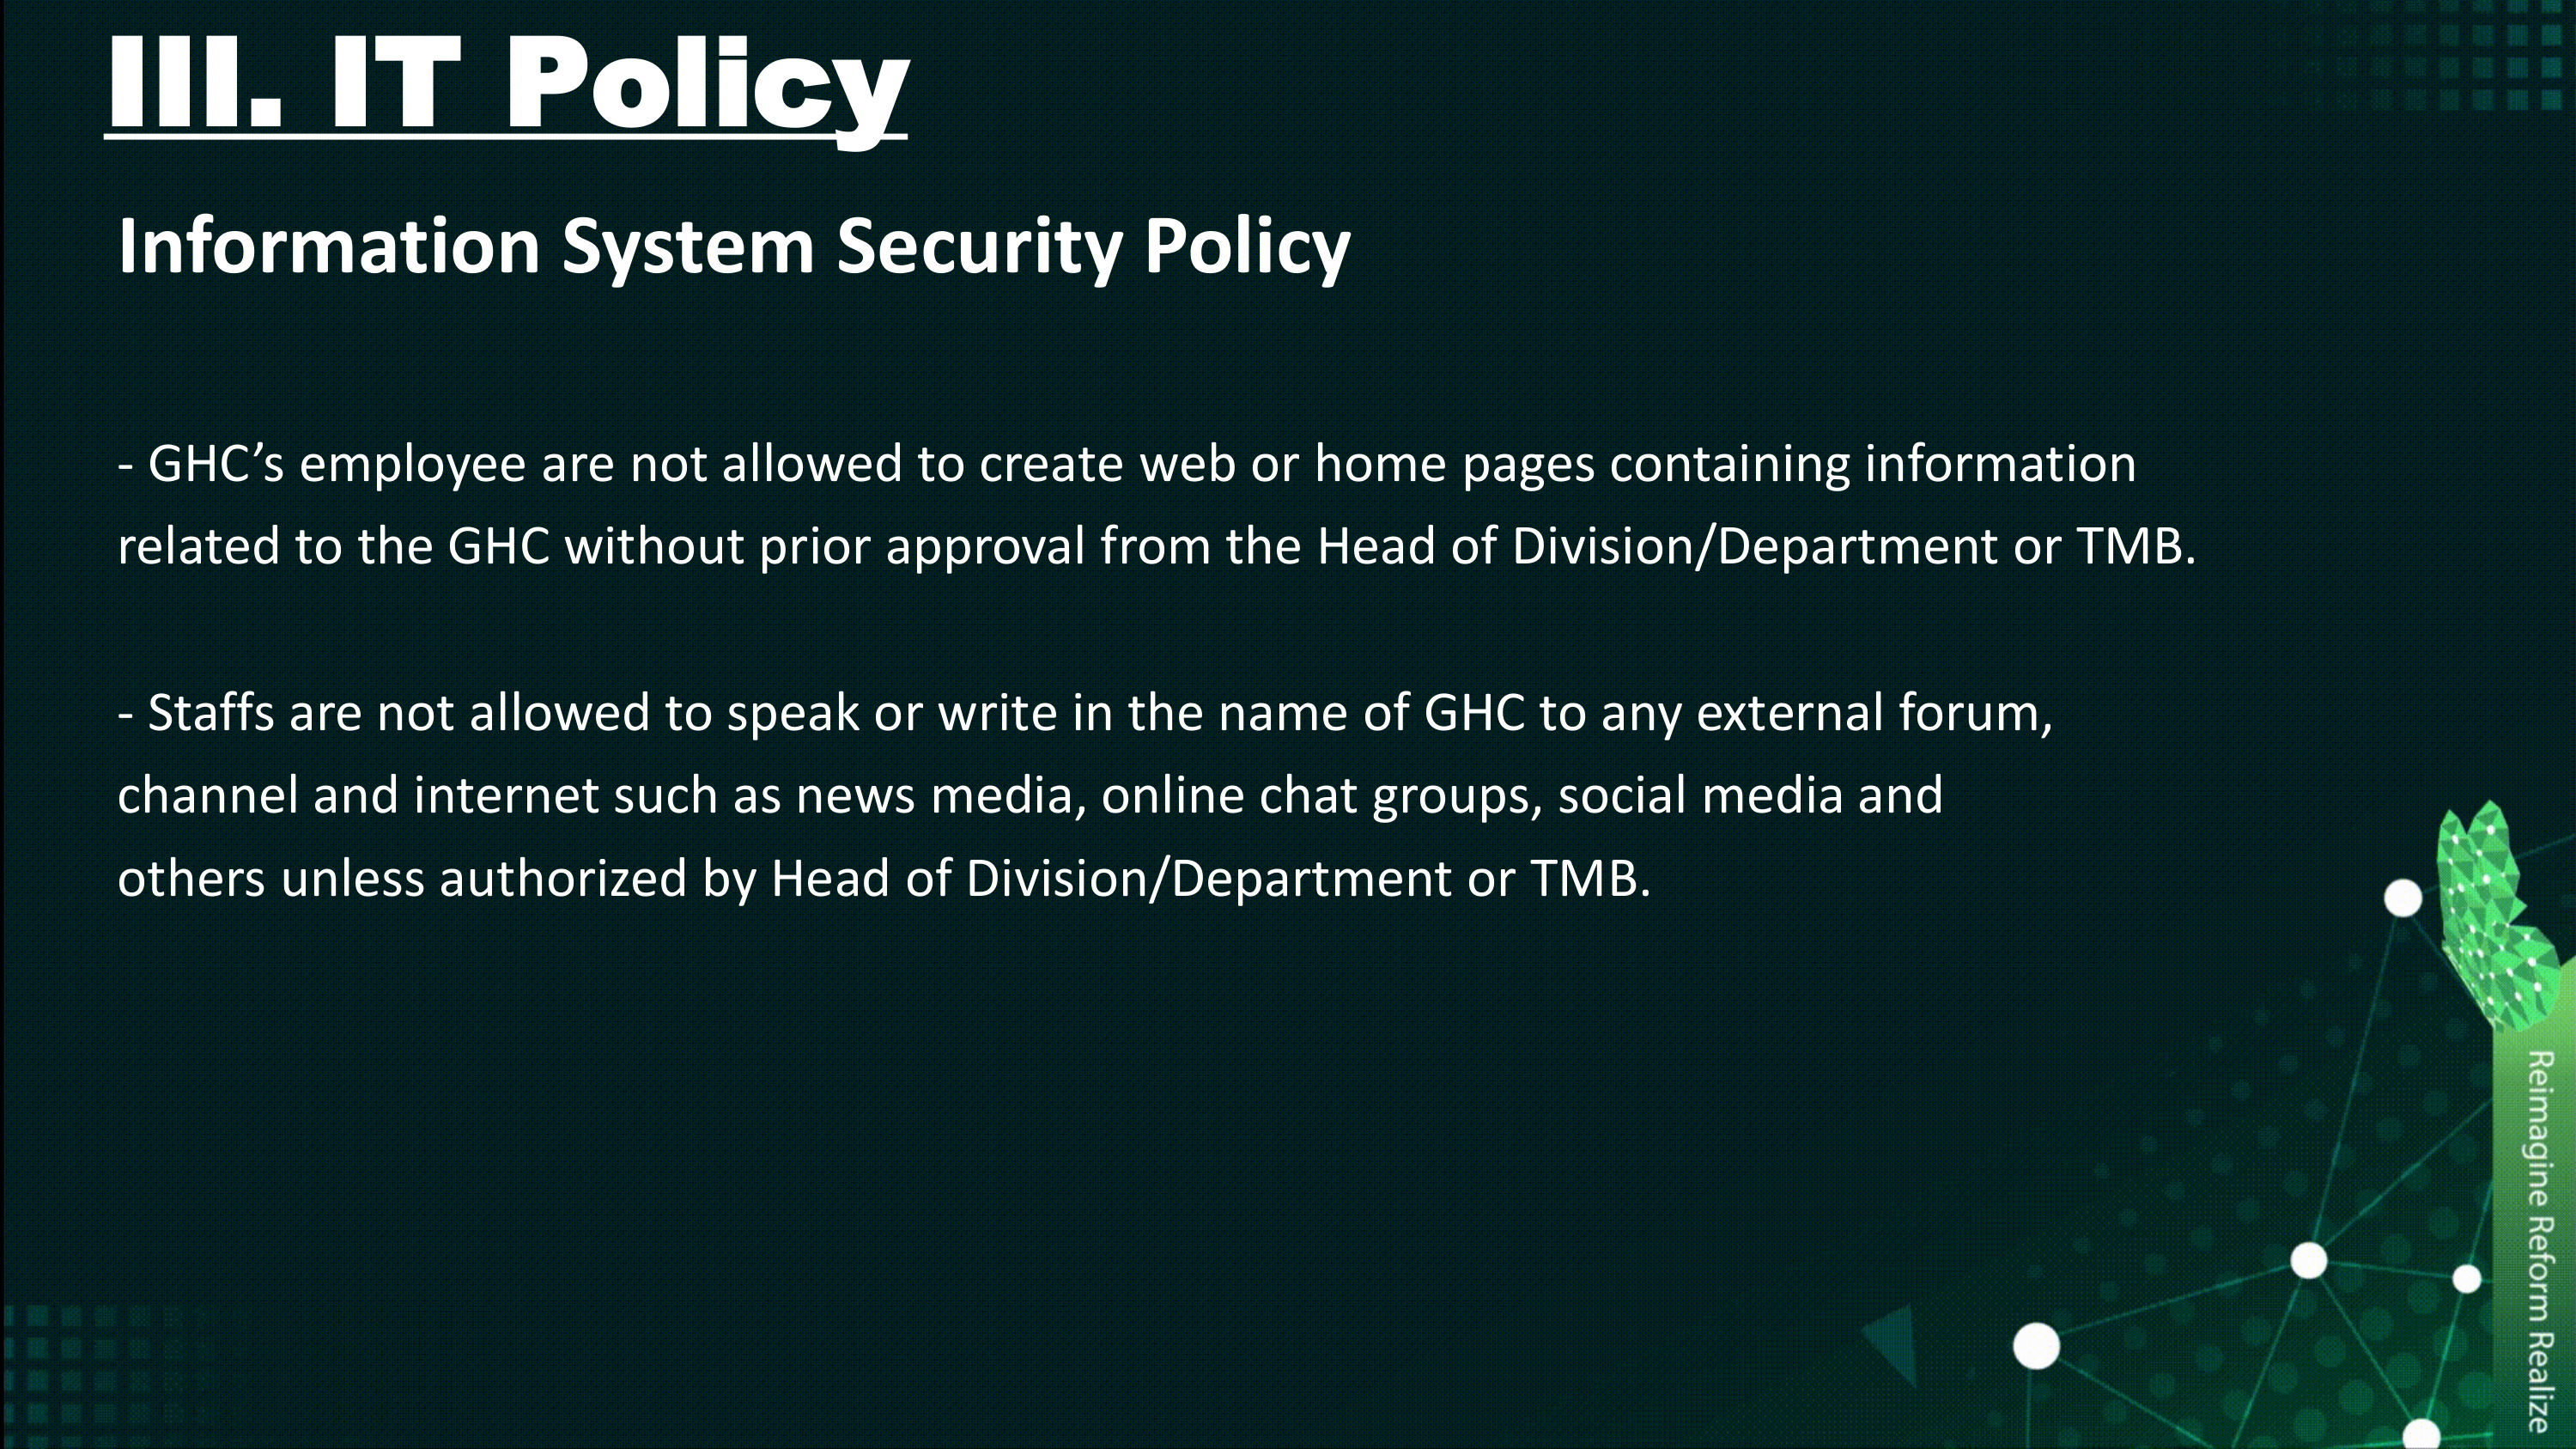 III. IT Policy
Information System Security Policy
- GHC’s employee are not allowed to create web or home pages containing information
related to the GHC without prior approval from the Head of Division/Department or TMB.
- Staffs are not allowed to speak or write in the name of GHC to any external forum,
channel and internet such as news media, online chat groups, social media and
others unless authorized by Head of Division/Department or TMB.
Reimagine Reform Realize